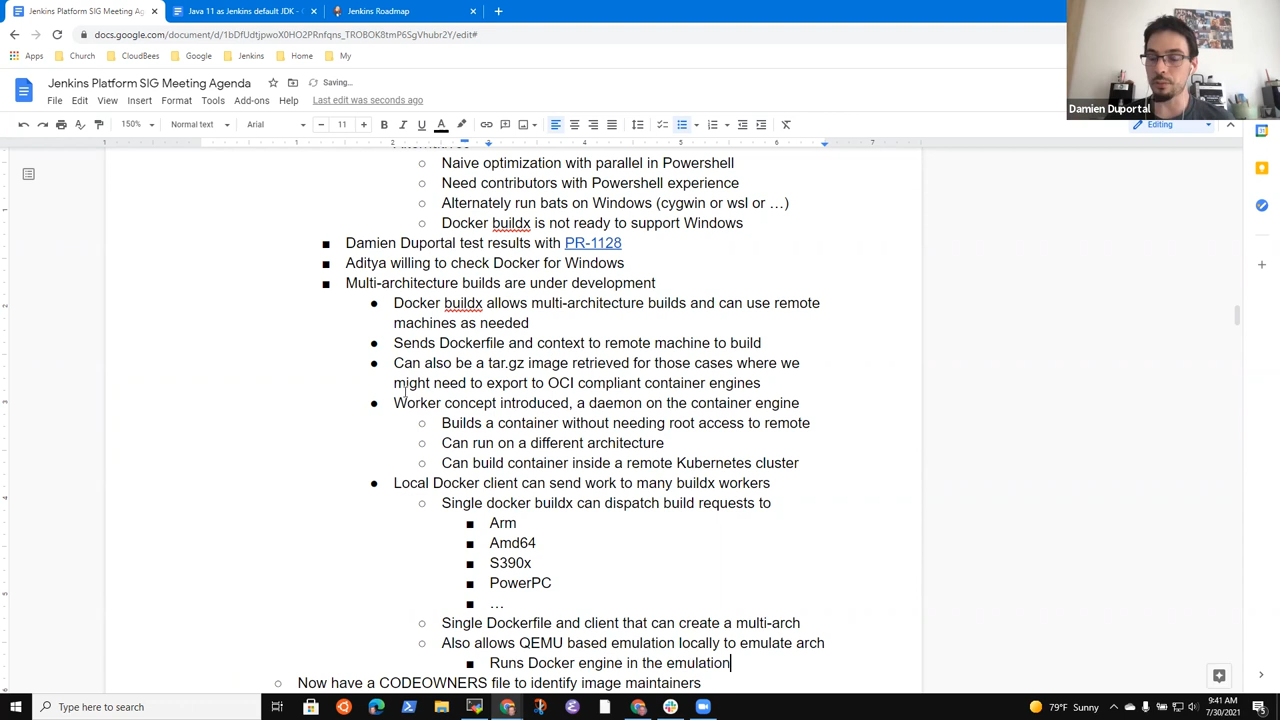 Jenkins Platform SIG Meeting Agenda
Java 11 as Jenkins default JDK -
Jenkins Roadmap
docs.google.com/document/d/1bDfUdtjpwoX0HO2PRnfqns_TROBOK8tmP6SgVhubr2Y/edit#
Apps Church CloudBees Google Jenkins Home My
Damien Duportal
Jenkins Platform SIG Meeting Agenda Saving...
File Edit View Insert Format Tools Add-ons Help Last edit was seconds ago
150% Normal text Arial 11 Editing
1 1 2 3 4 5 6 7
Naive optimization with parallel in Powershell
Need contributors with Powershell experience
Alternately run bats on Windows (cygwin or wsl or …)
Docker buildx is not ready to support Windows
Damien Duportal test results with PR-1128
Aditya willing to check Docker for Windows
Multi-architecture builds are under development
Docker buildx allows multi-architecture builds and can use remote
machines as needed
Sends Dockerfile and context to remote machine to build
Can also be a tar.gz image retrieved for those cases where we
might need to export to OCI compliant container engines
Worker concept introduced, a daemon on the container engine
Builds a container without needing root access to remote
Can run on a different architecture
Can build container inside a remote Kubernetes cluster
Local Docker client can send work to many buildx workers
Single docker buildx can dispatch build requests to
Arm
Amd64
S390x
PowerPC
…
Single Dockerfile and client that can create a multi-arch
Also allows QEMU based emulation locally to emulate arch
Runs Docker engine in the emulation
Now have a CODEOWNERS file to identify image maintainers
Type here to search
79°F Sunny
9:41 AM
7/30/2021